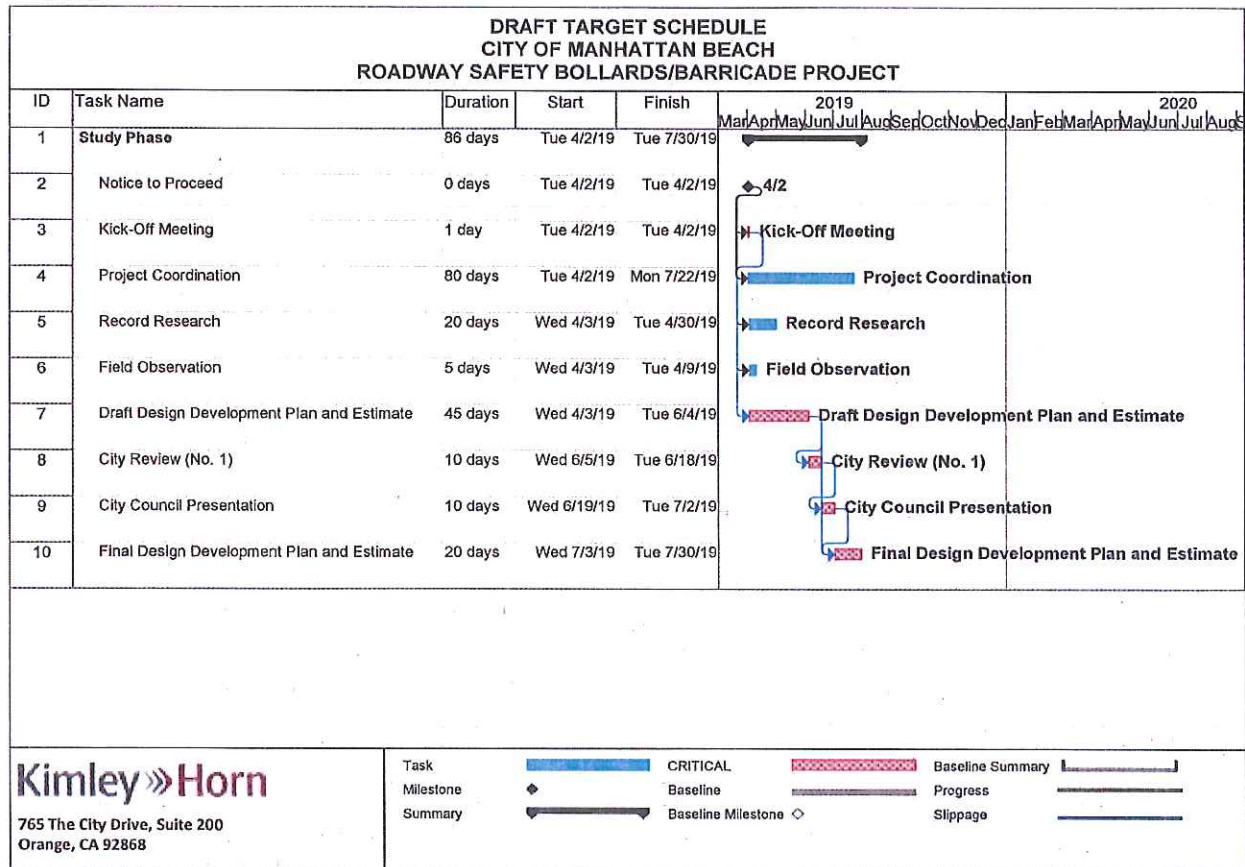 DRAFT TARGET SCHEDULE
CITY OF MANHATTAN BEACH
ROADWAY SAFETY BOLLARDS/BARRICADE PROJECT
ID Task Name Duration Start Finish 2019 2020
Mar Apr May Jun Jul Aug Sep Oct Nov Dec Jan Feb Mar Apr May Jun Jul Aug S
1 Study Phase 86 days Tue 4/2/19 Tue 7/30/19
2 Notice to Proceed 0 days Tue 4/2/19 Tue 4/2/19 4/2
3 Kick-Off Meeting 1 day Tue 4/2/19 Tue 4/2/19 Kick-Off Meeting
4 Project Coordination 80 days Tue 4/2/19 Mon 7/22/19 Project Coordination
5 Record Research 20 days Wed 4/3/19 Tue 4/30/19 Record Research
6 Field Observation 5 days Wed 4/3/19 Tue 4/9/19 Field Observation
7 Draft Design Development Plan and Estimate 45 days Wed 4/3/19 Tue 6/4/19 Draft Design Development Plan and Estimate
8 City Review (No. 1) 10 days Wed 6/5/19 Tue 6/18/19 City Review (No. 1)
9 City Council Presentation 10 days Wed 6/19/19 Tue 7/2/19 City Council Presentation
10 Final Design Development Plan and Estimate 20 days Wed 7/3/19 Tue 7/30/19 Final Design Development Plan and Estimate
Kimley»Horn
765 The City Drive, Suite 200
Orange, CA 92868
Task CRITICAL Baseline Summary
Milestone Baseline Progress
Summary Baseline Milestone Slippage